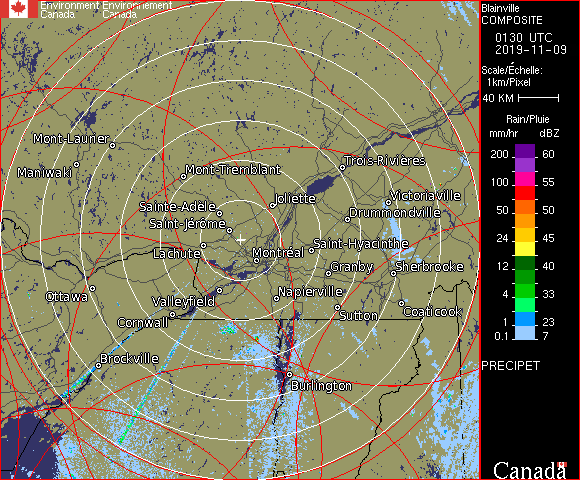 Environment Environnement
Canada Canada
Blainville
COMPOSITE
0130 UTC
2019-11-09
Scale/Échelle:
1km/Pixel
40 KM
Rain/Pluie
mm/hr dBZ
200 60
150 57
100 55
50 50
24 45
12 40
4 33
1 23
0.1 7
PRECIPET
Canada
Mont-Laurier
Maniwaki
Mont-Tremblant
Trois-Rivières
Joliette
Victoriaville
Sainte-Adèle
Drummondville
Saint-Jérôme
Lachute
Montréal
Saint-Hyacinthe
Granby
Sherbrooke
Ottawa
Valleyfield
Napierville
Cornwall
Sutton
Coaticook
Brockville
Burlington